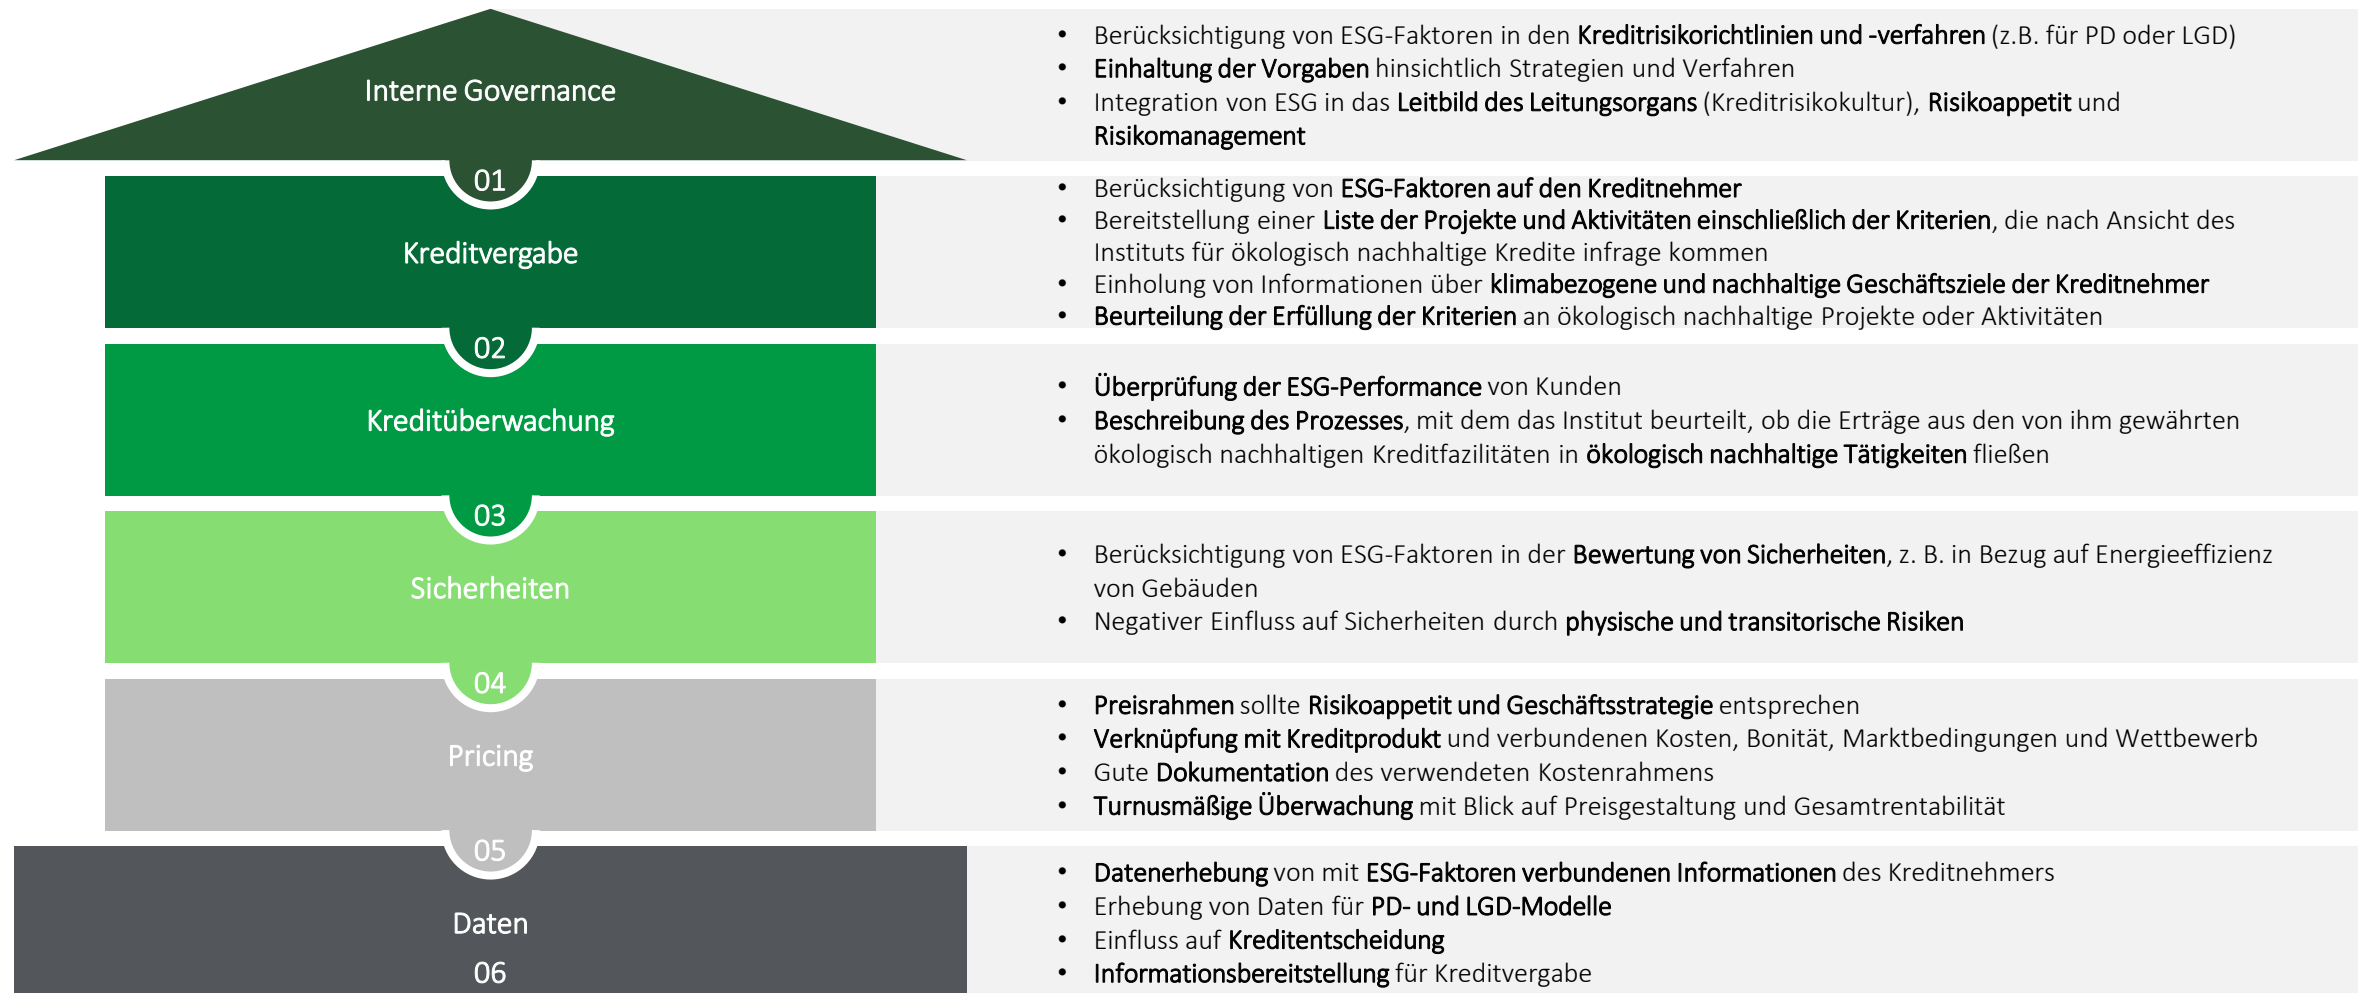 Interne Governance
01
• Berücksichtigung von ESG-Faktoren in den Kreditrisikorichtlinien und -verfahren (z.B. für PD oder LGD)
• Einhaltung der Vorgaben hinsichtlich Strategien und Verfahren
• Integration von ESG in das Leitbild des Leitungsorgans (Kreditrisikokultur), Risikoappetit und
Risikomanagement
Kreditvergabe
02
• Berücksichtigung von ESG-Faktoren auf den Kreditnehmer
• Bereitstellung einer Liste der Projekte und Aktivitäten einschließlich der Kriterien, die nach Ansicht des
Instituts für ökologisch nachhaltige Kredite infrage kommen
• Einholung von Informationen über klimabezogene und nachhaltige Geschäftsziele der Kreditnehmer
• Beurteilung der Erfüllung der Kriterien an ökologisch nachhaltige Projekte oder Aktivitäten
Kreditüberwachung
03
• Überprüfung der ESG-Performance von Kunden
• Beschreibung des Prozesses, mit dem das Institut beurteilt, ob die Erträge aus den von ihm gewährten
ökologisch nachhaltigen Kreditfazilitäten in ökologisch nachhaltige Tätigkeiten fließen
Sicherheiten
04
• Berücksichtigung von ESG-Faktoren in der Bewertung von Sicherheiten, z. B. in Bezug auf Energieeffizienz
von Gebäuden
• Negativer Einfluss auf Sicherheiten durch physische und transitorische Risiken
Pricing
05
• Preisrahmen sollte Risikoappetit und Geschäftsstrategie entsprechen
• Verknüpfung mit Kreditprodukt und verbundenen Kosten, Bonität, Marktbedingungen und Wettbewerb
• Gute Dokumentation des verwendeten Kostenrahmens
• Turnusmäßige Überwachung mit Blick auf Preisgestaltung und Gesamtrentabilität
Daten
06
• Datenerhebung von mit ESG-Faktoren verbundenen Informationen des Kreditnehmers
• Erhebung von Daten für PD- und LGD-Modelle
• Einfluss auf Kreditentscheidung
• Informationsbereitstellung für Kreditvergabe